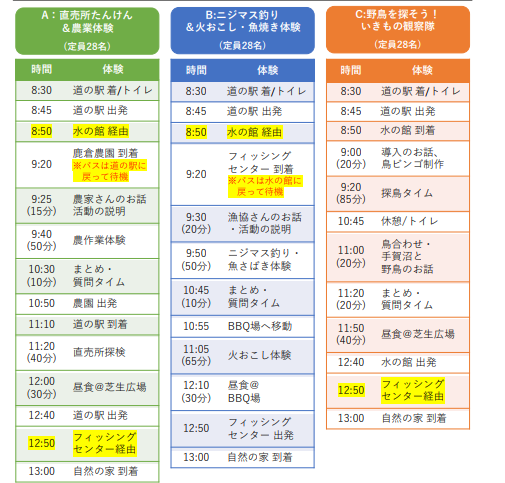 A：直売所たんけん
＆農業体験
（定員28名）
時間 体験
8:30 道の駅 着/トイレ
8:45 道の駅 出発
8:50 水の館 経由
9:20 鹿倉農園 到着
※バスは道の駅に
戻って待機
9:25
(15分) 農家さんのお話
活動の説明
9:40
(50分) 農作業体験
10:30
(10分) まとめ・
質問タイム
10:50 農園 出発
11:10 道の駅 到着
11:20
(40分) 直売所探検
12:00
(30分) 昼食＠芝生広場
12:40 道の駅 出発
12:50 フィッシング
センター経由
13:00 自然の家 到着
B:ニジマス釣り
＆火おこし・魚焼き体験
（定員28名）
時間 体験
8:30 道の駅 着/トイレ
8:45 道の駅 出発
8:50 水の館 経由
9:20 フィッシング
センター 到着
※バスは水の館に
戻って待機
9:30
(20分) 漁協さんのお話
・活動の説明
9:50
(50分) ニジマス釣り・
魚さばき体験
10:45
(10分) まとめ・
質問タイム
10:55 BBQ場へ移動
11:05
(65分) 火おこし体験
12:10
(30分) 昼食＠
BBQ場
12:50 フィッシング
センター 出発
13:00 自然の家 到着
C:野鳥を探そう！
いきもの観察隊
（定員28名）
時間 体験
8:30 道の駅 着/トイレ
8:45 道の駅 出発
8:50 水の館 到着
9:00
(20分) 導入のお話、
鳥ビンゴ制作
9:20
(85分) 探鳥タイム
10:45 休憩/トイレ
11:00
(20分) 鳥合わせ・
手賀沼と
野鳥のお話
11:20
(20分) まとめ・
質問タイム
11:50
(40分) 昼食＠芝生広場
12:40 水の館 出発
12:50 フィッシング
センター経由
13:00 自然の家 到着